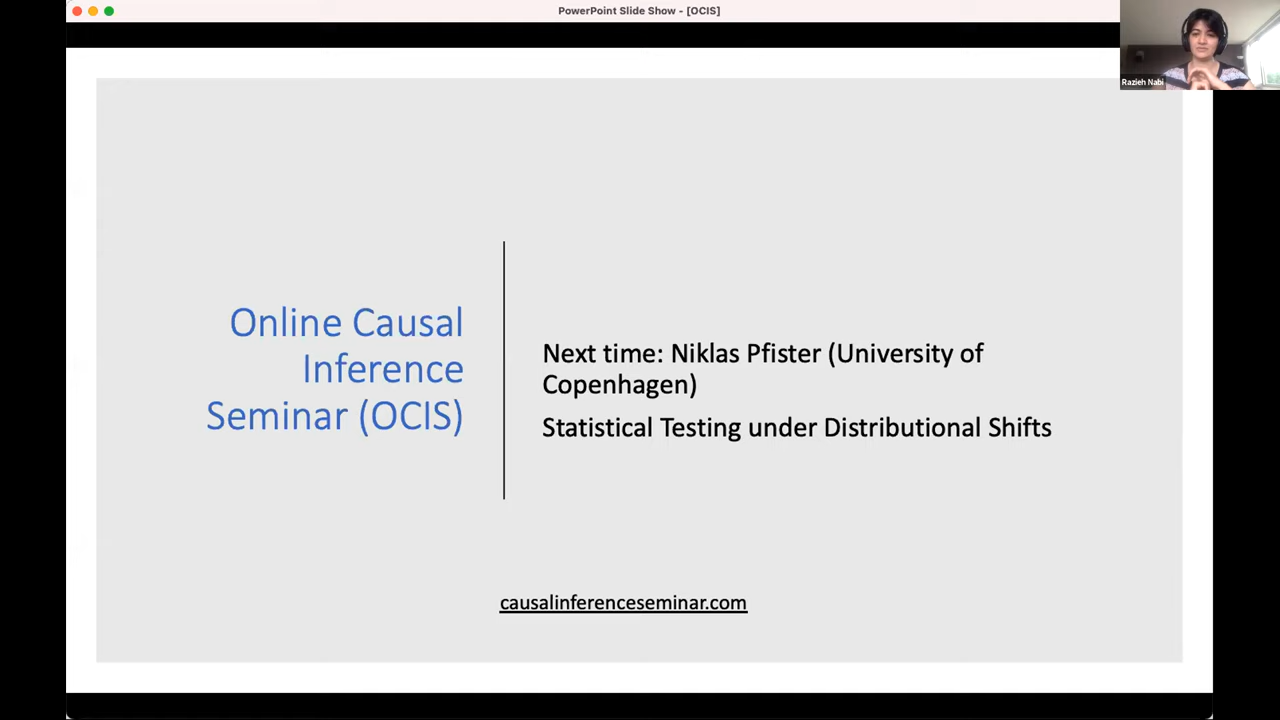 PowerPoint Slide Show - [OCIS]
Razieh Nabi
Online Causal
Inference
Seminar (OCIS)
Next time: Niklas Pfister (University of
Copenhagen)
Statistical Testing under Distributional Shifts
causalinferenceseminar.com